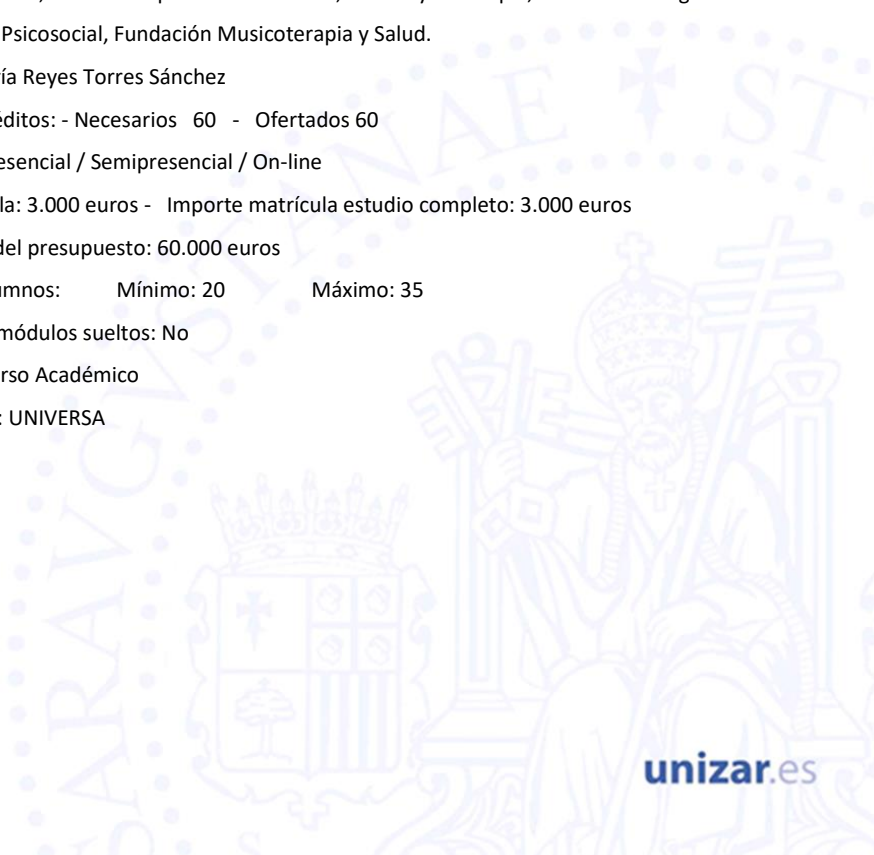 Psicosocial, Fundación Musicoterapia y Salud.
ía Reyes Torres Sánchez
éditos: - Necesarios 60 - Ofertados 60
esencial / Semipresencial / On-line
la: 3.000 euros - Importe matrícula estudio completo: 3.000 euros
del presupuesto: 60.000 euros
umnos: Mínimo: 20 Máximo: 35
módulos sueltos: No
rso Académico
: UNIVERSA
unizar.es